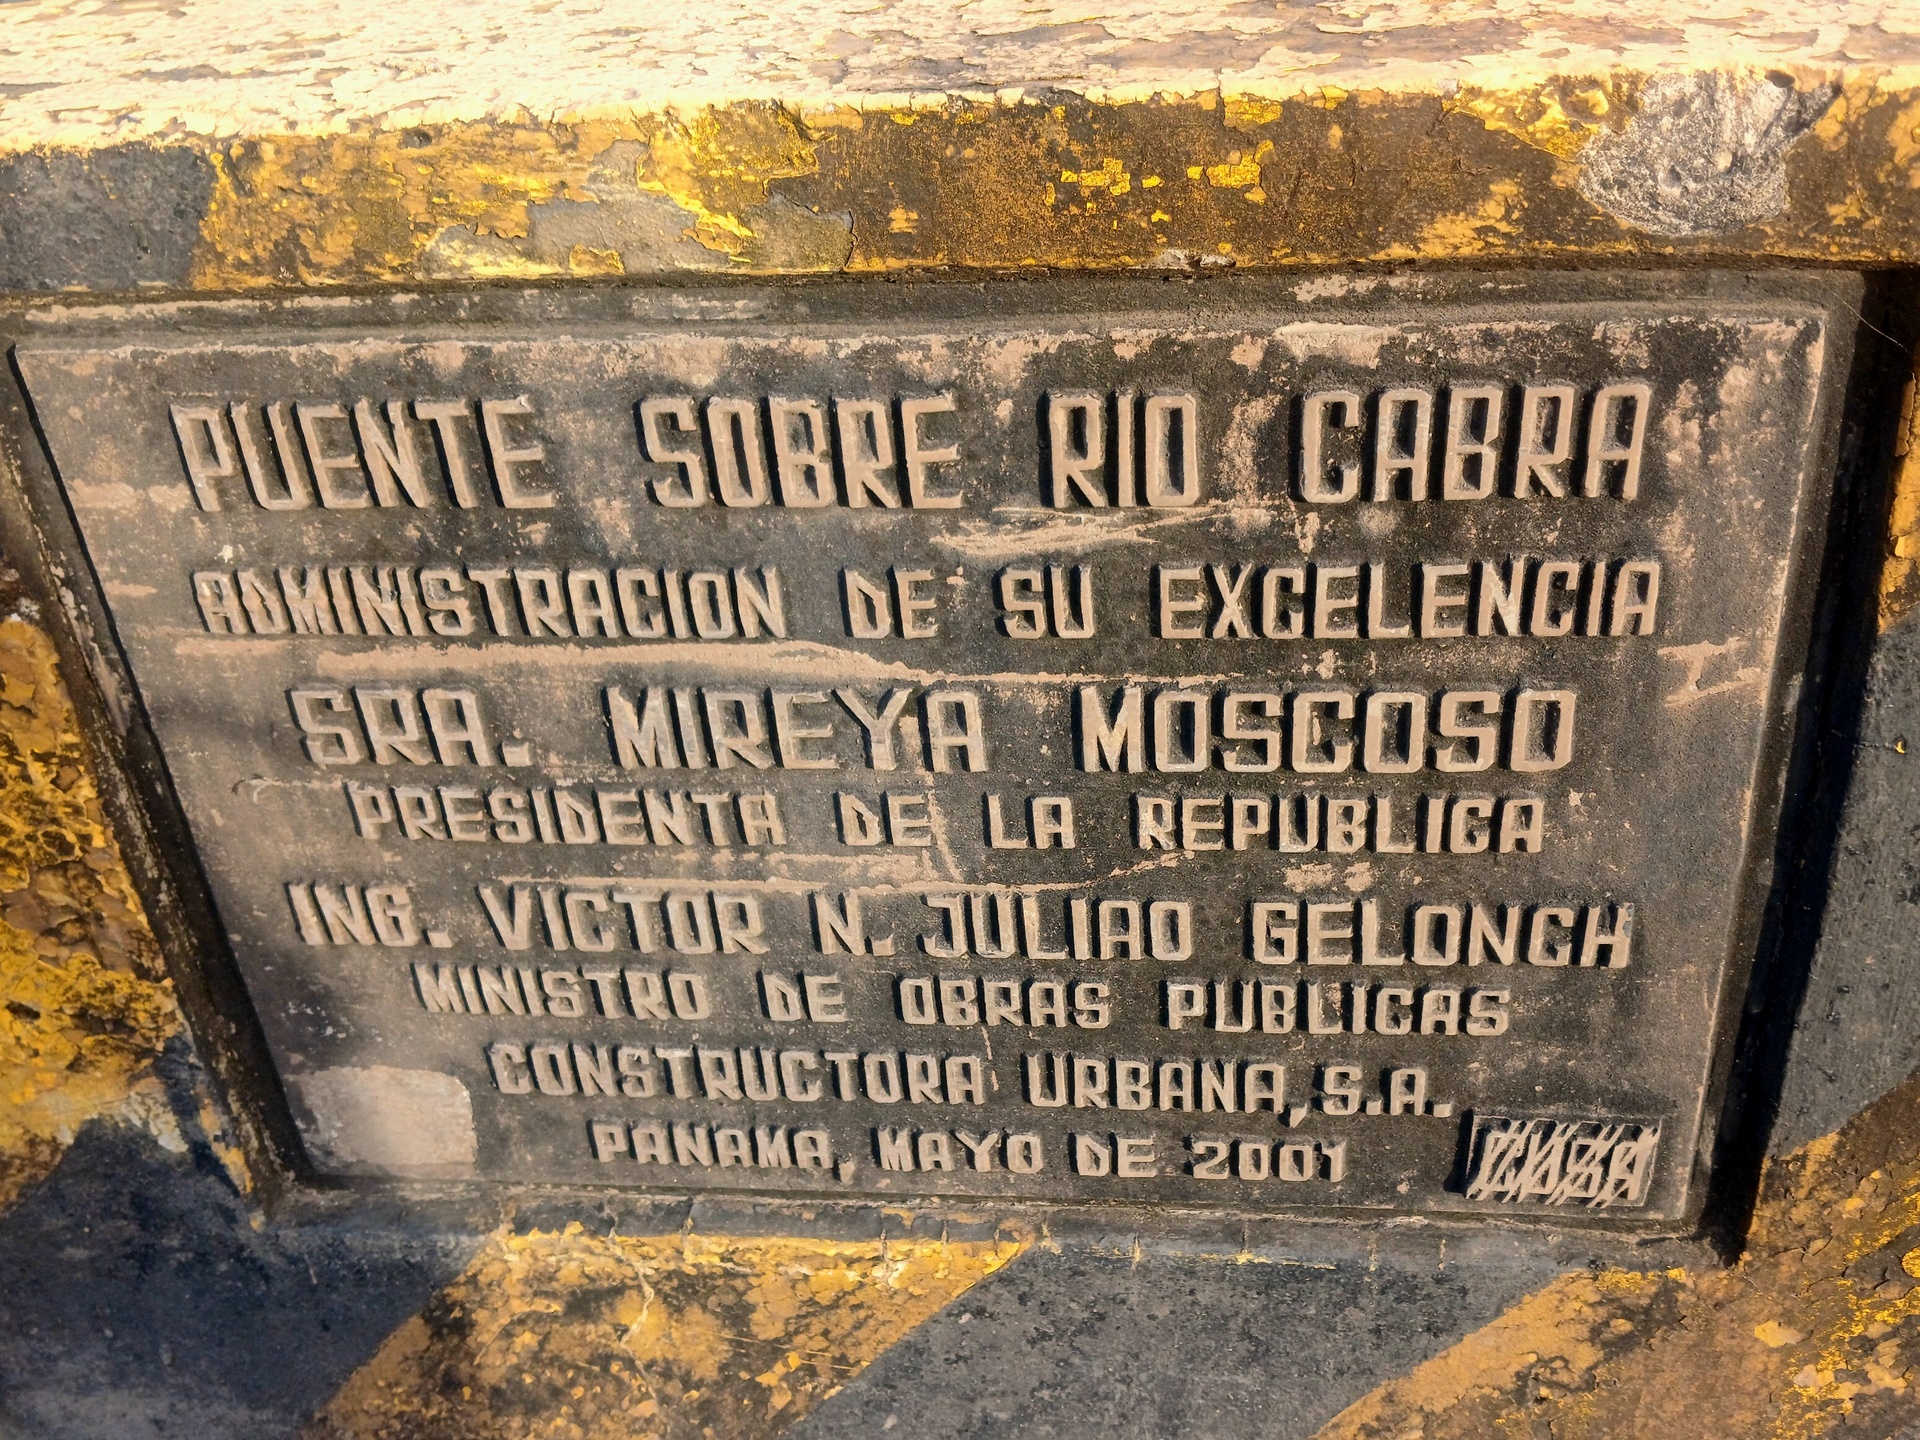 PUENTE SOBRE RIO CABRA
ADMINISTRACION DE SU EXCELENCIA
SRA. MIREYA MOSCOSO
PRESIDENTA DE LA REPUBLICA
ING. VICTOR N. JULIAO GELONCH
MINISTRO DE OBRAS PUBLICAS
CONSTRUCTORA URBANA, S.A.
PANAMA, MAYO DE 2001